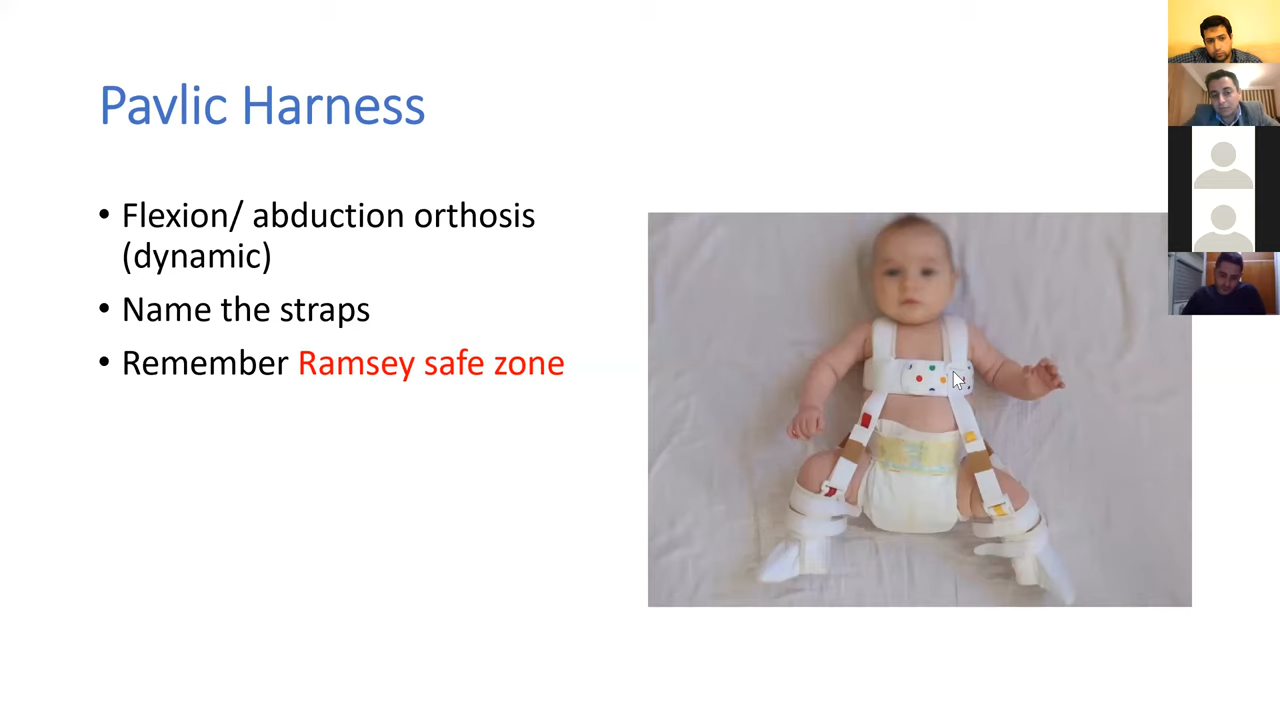 Pavlic Harness
• Flexion/ abduction orthosis
(dynamic)
• Name the straps
• Remember Ramsey safe zone